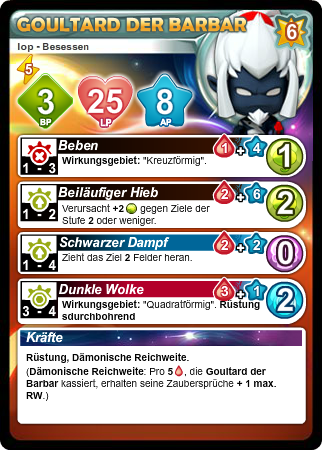 GOULTARD DER BARBAR
6
Iop - Besessen
5
3
BP
25
LP
8
AP
Beben
1 + 4
1
Wirkungsgebiet: "Kreuzförmig".
1 - 3
Beiläufiger Hieb
2 + 6
2
Verursacht +2 gegen Ziele der
Stufe 2 oder weniger.
1 - 2
Schwarzer Dampf
2 + 2
0
Zieht das Ziel 2 Felder heran.
1 - 4
Dunkle Wolke
3 + 1
2
Wirkungsgebiet: "Quadratförmig". Rüstung
sdurchbohrend
3 - 4
Kräfte
Rüstung, Dämonische Reichweite.
(Dämonische Reichweite: Pro 5, die Goultard der
Barbar kassiert, erhalten seine Zaubersprüche + 1 max.
RW.)